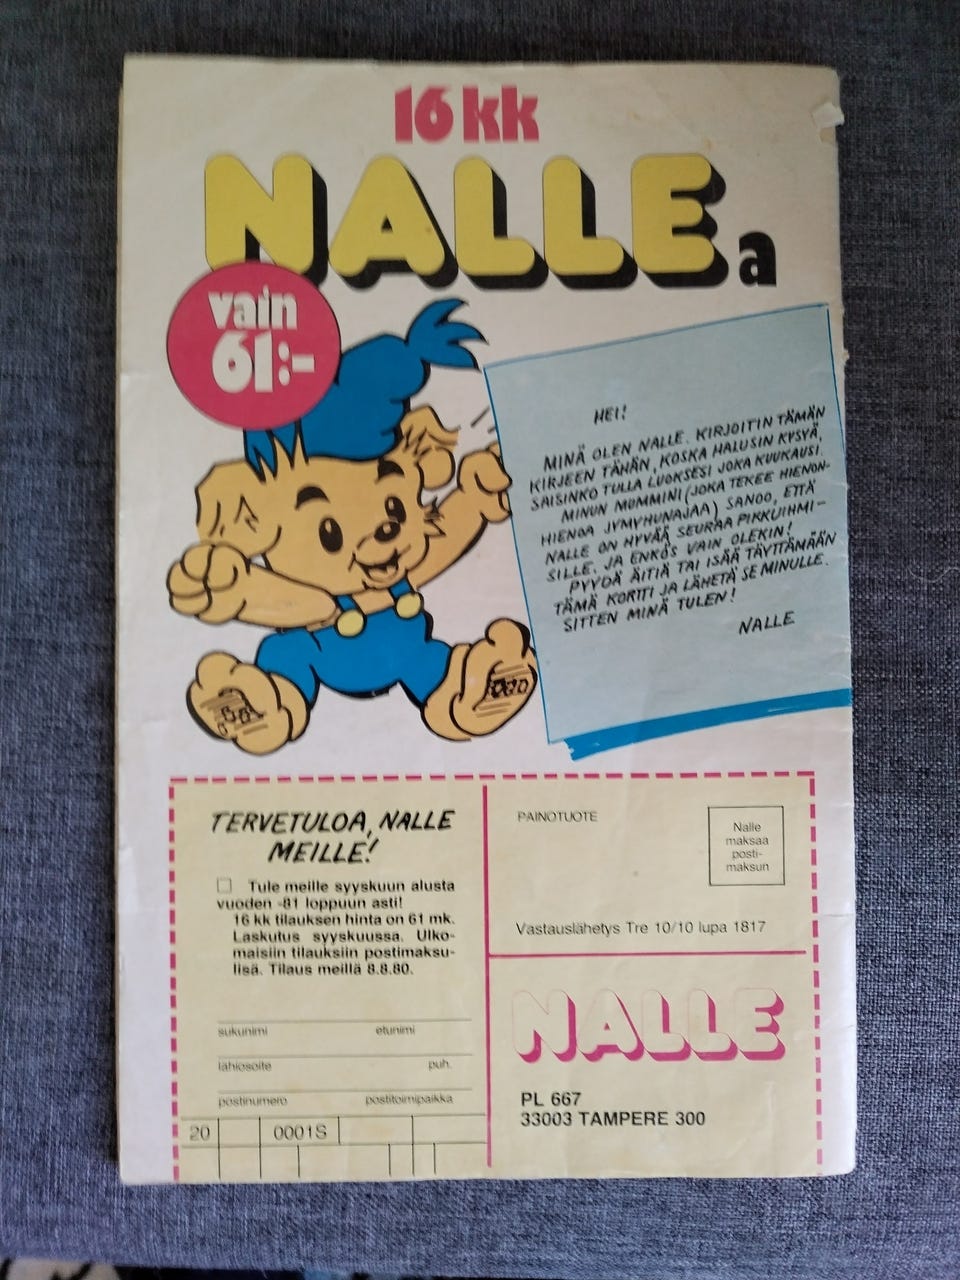 16 kk
NALLE a
vain
61:-
HEI!
MINÄ OLEN NALLE. KIRJOITIN TÄMÄN
KIRJEEN TÄHÄN, KOSKA HALUSIN KYSYÄ,
SAISINKO TULLA LUOKSESI JOKA KUUKAUSI.
MINUN MUMMINI (JOKA TEKEE HIENON-
HIENOA JYMYHUNAJAA) SANOO, ETTÄ
NALLE ON HYVÄÄ SEURAA PIKKUIHMI-
SILLE. JA ENKÖS VAIN OLEKIN!
PYYDÄ ÄITIÄ TAI ISÄÄ TÄYTTÄMÄÄN
TÄMÄ KORTTI JA LÄHETÄ SE MINULLE.
SITTEN MINÄ TULEN!
NALLE
TERVETULOA, NALLE
MEILLE!
Tule meille syyskuun alusta
vuoden -81 loppuun asti!
16 kk tilauksen hinta on 61 mk.
Laskutus syyskuussa. Ulko-
maisiin tilauksiin postimaksu-
lisä. Tilaus meillä 8.8.80.
sukunimi etunimi
lähiosoite puh.
postinumero postitoimipaikka
20 0001S
PAINOTUOTE
Nalle
maksaa
posti-
maksun
Vastauslähetys Tre 10/10 lupa 1817
NALLE
PL 667
33003 TAMPERE 300